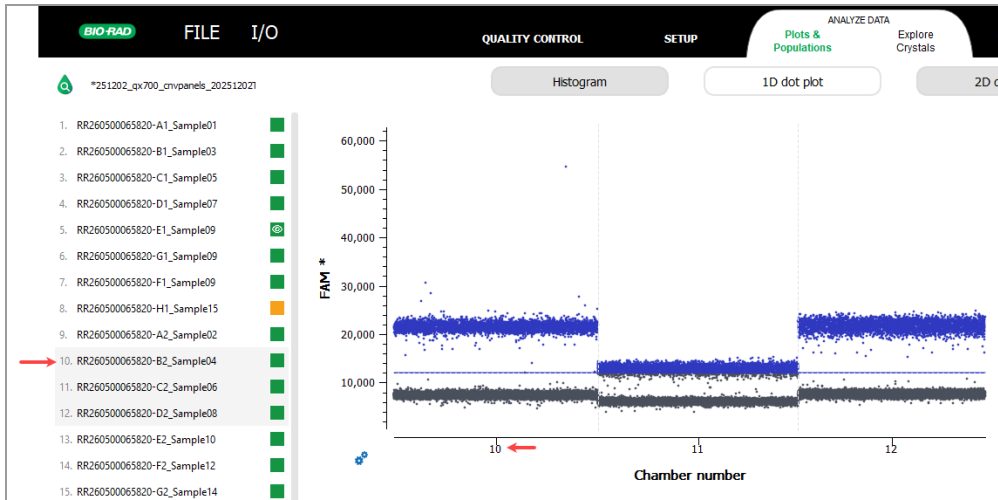 BIO-RAD
FILE I/O
QUALITY CONTROL
SETUP
ANALYZE DATA
Plots &
Populations
Explore
Crystals
*251202_qx700_cnvpanels_202512021
Histogram
1D dot plot
2D
1. RR260500065820-A1_Sample01
2. RR260500065820-B1_Sample03
3. RR260500065820-C1_Sample05
4. RR260500065820-D1_Sample07
5. RR260500065820-E1_Sample09
6. RR260500065820-G1_Sample09
7. RR260500065820-F1_Sample09
8. RR260500065820-H1_Sample15
9. RR260500065820-A2_Sample02
10. RR260500065820-B2_Sample04
11. RR260500065820-C2_Sample06
12. RR260500065820-D2_Sample08
13. RR260500065820-E2_Sample10
14. RR260500065820-F2_Sample12
15. RR260500065820-G2_Sample14
FAM *
60,000
50,000
40,000
30,000
20,000
10,000
10 11 12
Chamber number